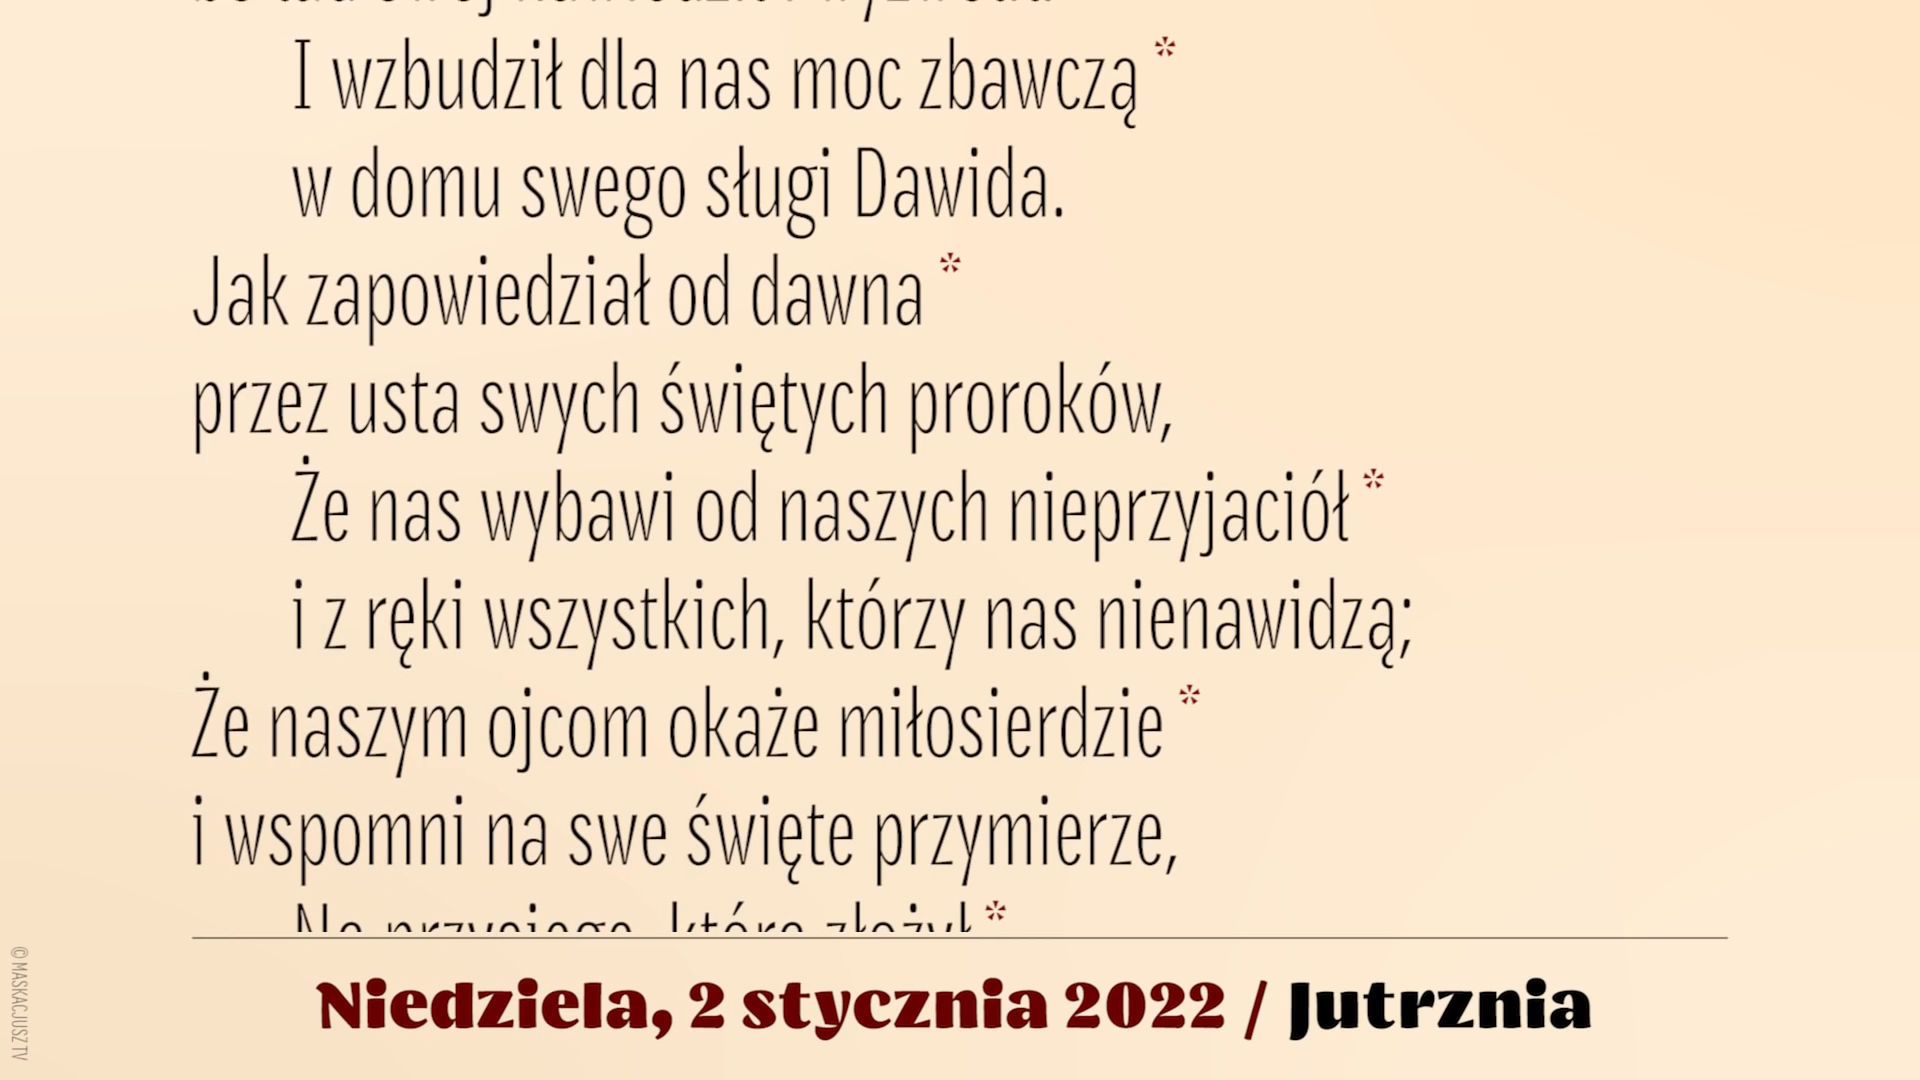 I wzbudził dla nas moc zbawczą *
w domu swego sługi Dawida.
Jak zapowiedział od dawna *
przez usta swych świętych proroków,
Że nas wybawi od naszych nieprzyjaciół *
i z ręki wszystkich, którzy nas nienawidzą;
Że naszym ojcom okaże miłosierdzie *
i wspomni na swe święte przymierze,
Niedziela, 2 stycznia 2022 / Jutrznia
© MASKACJUSZ TV